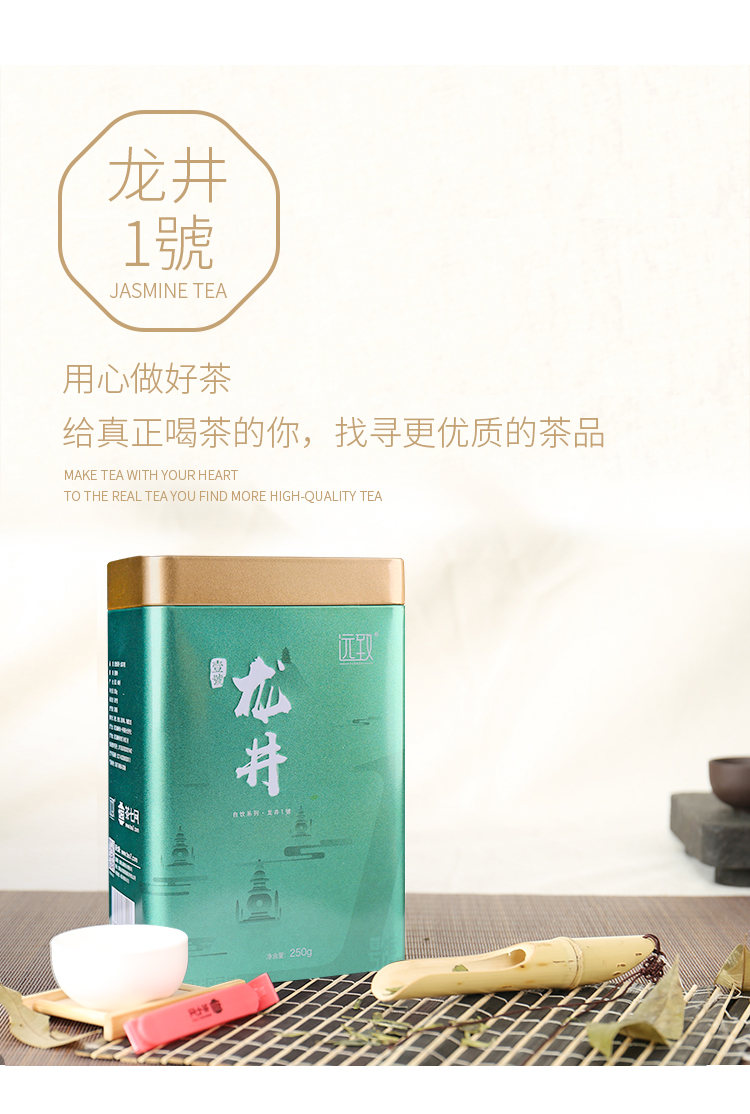 龙井
1號
JASMINE TEA
用心做好茶
给真正喝茶的你，找寻更优质的茶品
MAKE TEA WITH YOUR HEART
TO THE REAL TEA YOU FIND MORE HIGH-QUALITY TEA
远致
壹號
龙井
自饮系列·龙井1號
茶七网
净含量: 250g